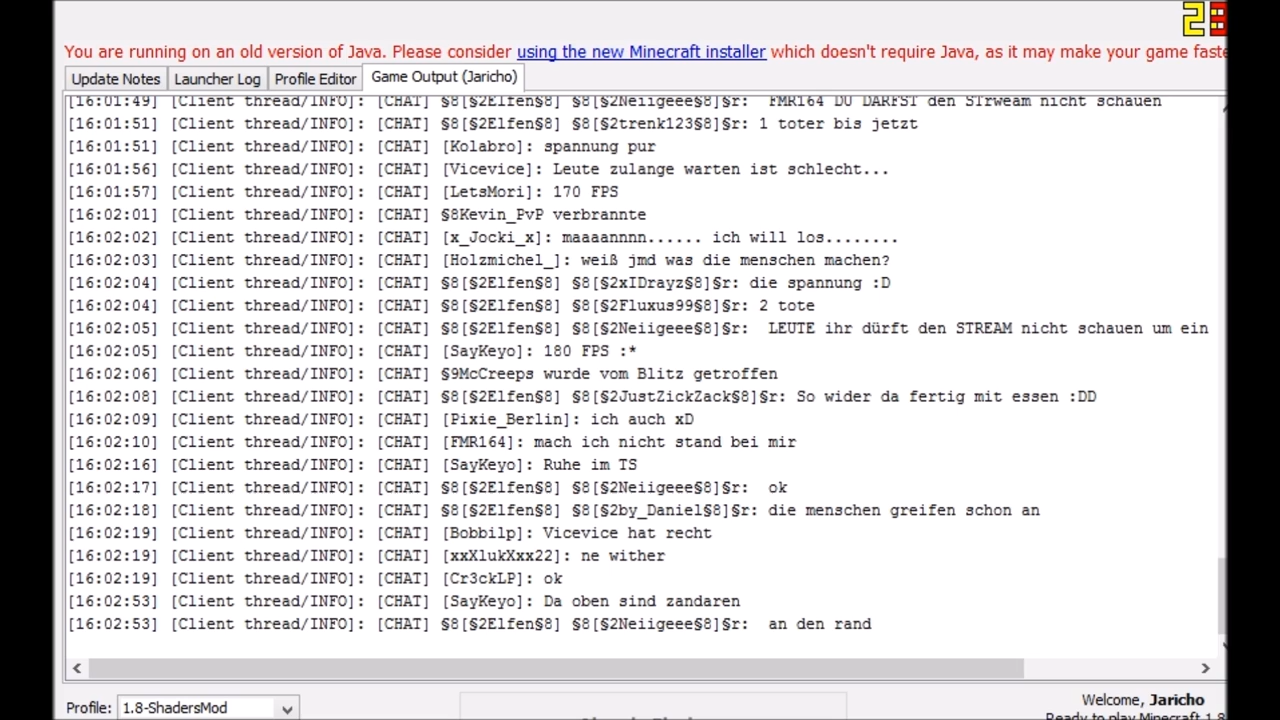 23
You are running on an old version of Java. Please consider using the new Minecraft installer which doesn't require Java, as it may make your game faste
Update Notes Launcher Log Profile Editor Game Output (Jaricho)
[16:01:49] [Client thread/INFO]: [CHAT] §8[§2Elfen§8] §8[§2Neiigeee§8]§r:  FMR164 DU DARFST den STrweam nicht schauen
[16:01:51] [Client thread/INFO]: [CHAT] §8[§2Elfen§8] §8[§2trenk123§8]§r: 1 toter bis jetzt
[16:01:51] [Client thread/INFO]: [CHAT] [Kolabro]: spannung pur
[16:01:56] [Client thread/INFO]: [CHAT] [Vicevice]: Leute zulange warten ist schlecht...
[16:01:57] [Client thread/INFO]: [CHAT] [LetsMori]: 170 FPS
[16:02:01] [Client thread/INFO]: [CHAT] §8Kevin_PvP verbrannte
[16:02:02] [Client thread/INFO]: [CHAT] [x_Jocki_x]: maaaannnn...... ich will los........
[16:02:03] [Client thread/INFO]: [CHAT] [Holzmichel_]: weiß jmd was die menschen machen?
[16:02:04] [Client thread/INFO]: [CHAT] §8[§2Elfen§8] §8[§2xIDrayz§8]§r: die spannung :D
[16:02:04] [Client thread/INFO]: [CHAT] §8[§2Elfen§8] §8[§2Fluxus99§8]§r: 2 tote
[16:02:05] [Client thread/INFO]: [CHAT] §8[§2Elfen§8] §8[§2Neiigeee§8]§r:  LEUTE ihr dürft den STREAM nicht schauen um ein
[16:02:05] [Client thread/INFO]: [CHAT] [SayKeyo]: 180 FPS :*
[16:02:06] [Client thread/INFO]: [CHAT] §9McCreeps wurde vom Blitz getroffen
[16:02:08] [Client thread/INFO]: [CHAT] §8[§2Elfen§8] §8[§2JustZickZack§8]§r: So wider da fertig mit essen :DD
[16:02:09] [Client thread/INFO]: [CHAT] [Pixie_Berlin]: ich auch xD
[16:02:10] [Client thread/INFO]: [CHAT] [FMR164]: mach ich nicht stand bei mir
[16:02:16] [Client thread/INFO]: [CHAT] [SayKeyo]: Ruhe im TS
[16:02:17] [Client thread/INFO]: [CHAT] §8[§2Elfen§8] §8[§2Neiigeee§8]§r:  ok
[16:02:18] [Client thread/INFO]: [CHAT] §8[§2Elfen§8] §8[§2by_Daniel§8]§r: die menschen greifen schon an
[16:02:19] [Client thread/INFO]: [CHAT] [Bobbilp]: Vicevice hat recht
[16:02:19] [Client thread/INFO]: [CHAT] [xxXlukXxx22]: ne wither
[16:02:19] [Client thread/INFO]: [CHAT] [Cr3ckLP]: ok
[16:02:53] [Client thread/INFO]: [CHAT] [SayKeyo]: Da oben sind zandaren
[16:02:53] [Client thread/INFO]: [CHAT] §8[§2Elfen§8] §8[§2Neiigeee§8]§r:  an den rand
Profile: 1.8-ShadersMod
Welcome, Jaricho
Ready to play Minecraft 1.8